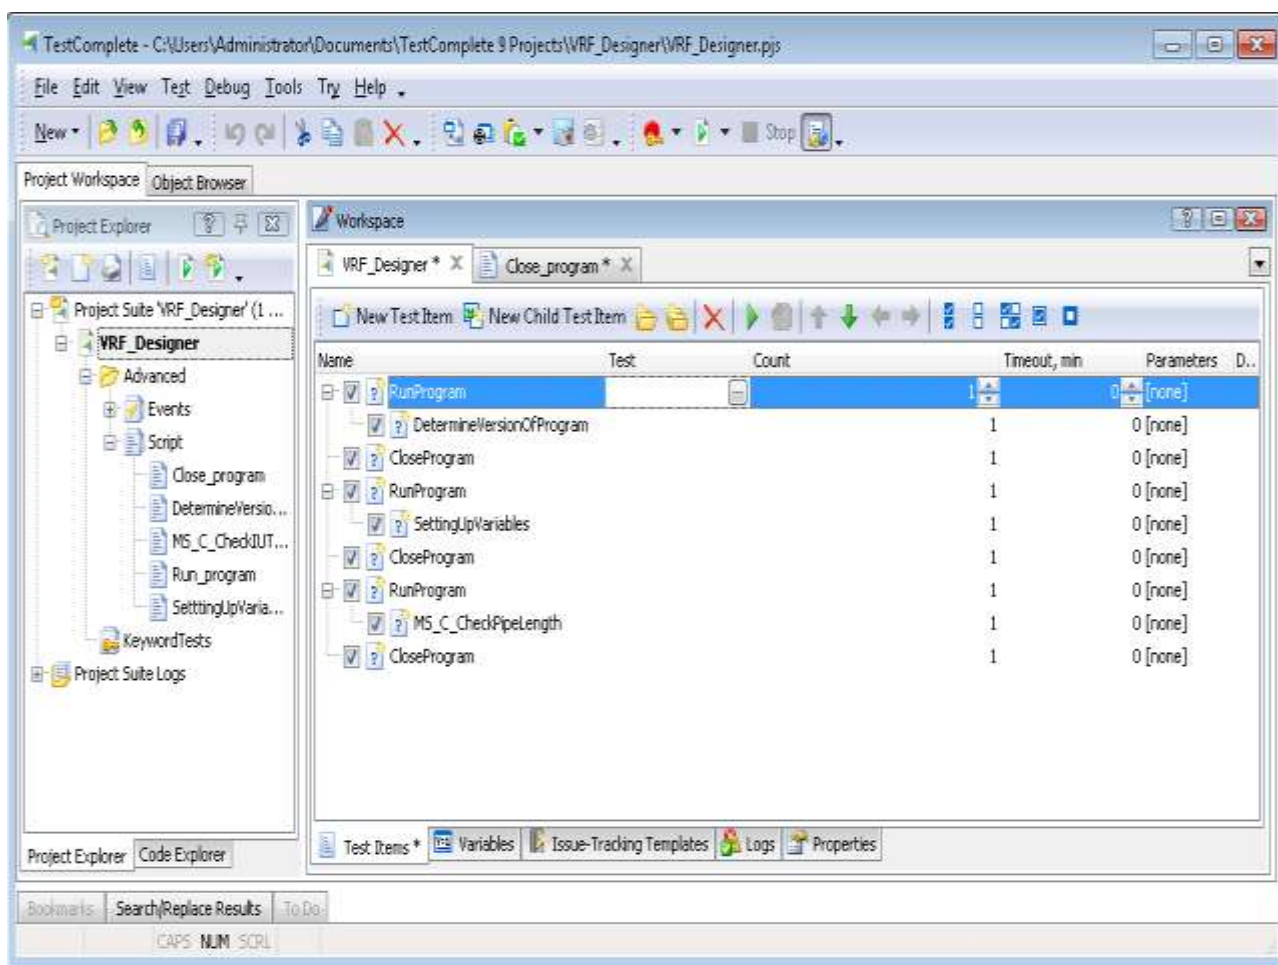 TestComplete - C:\Users\Administrator\Documents\TestComplete 9 Projects\VRF_Designer\VRF_Designer.pjs
File Edit View Test Debug Tools Try Help
New Stop
Project Workspace Object Browser
Project Explorer
Project Suite 'VRF_Designer' (1 ...
VRF_Designer
Advanced
Events
Script
Close_program
DetermineVersio...
MS_C_CheckIUT...
Run_program
SetttingUpVaria...
KeywordTests
Project Suite Logs
Project Explorer Code Explorer
Workspace
VRF_Designer * Close_program *
New Test Item New Child Test Item
Name Test Count Timeout, min Parameters D...
RunProgram ... 1 0 [none]
DetermineVersionOfProgram 1 0 [none]
CloseProgram 1 0 [none]
RunProgram 1 0 [none]
SettingUpVariables 1 0 [none]
CloseProgram 1 0 [none]
RunProgram 1 0 [none]
MS_C_CheckPipeLength 1 0 [none]
CloseProgram 1 0 [none]
Test Items * Variables Issue-Tracking Templates Logs Properties
Bookmarks Search/Replace Results To Do
CAPS NUM SCRL